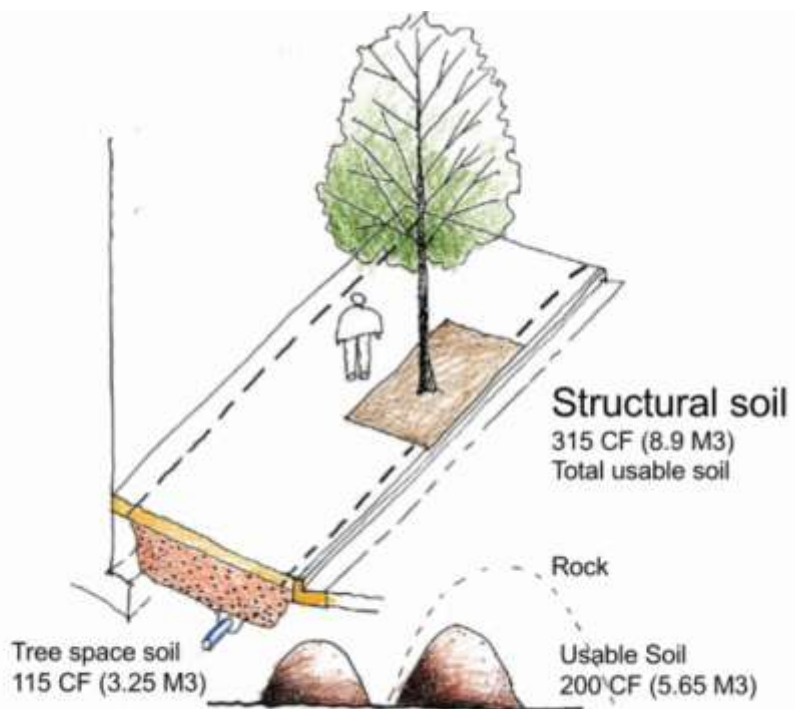 Structural soil
315 CF (8.9 M3)
Total usable soil
Rock
Tree space soil
115 CF (3.25 M3)
Usable Soil
200 CF (5.65 M3)